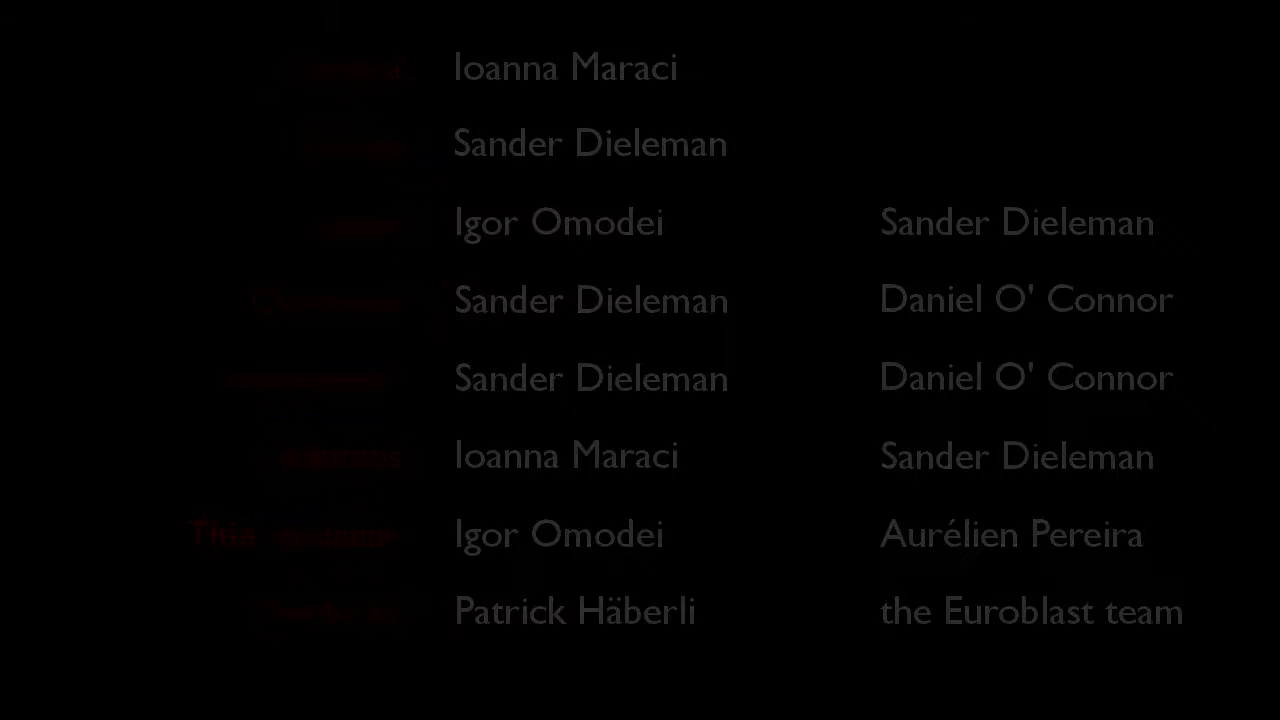 Ioanna Maraci
Sander Dieleman
Igor Omodei Sander Dieleman
Sander Dieleman Daniel O' Connor
Sander Dieleman Daniel O' Connor
Ioanna Maraci Sander Dieleman
Igor Omodei Aurélien Pereira
Patrick Häberli the Euroblast team